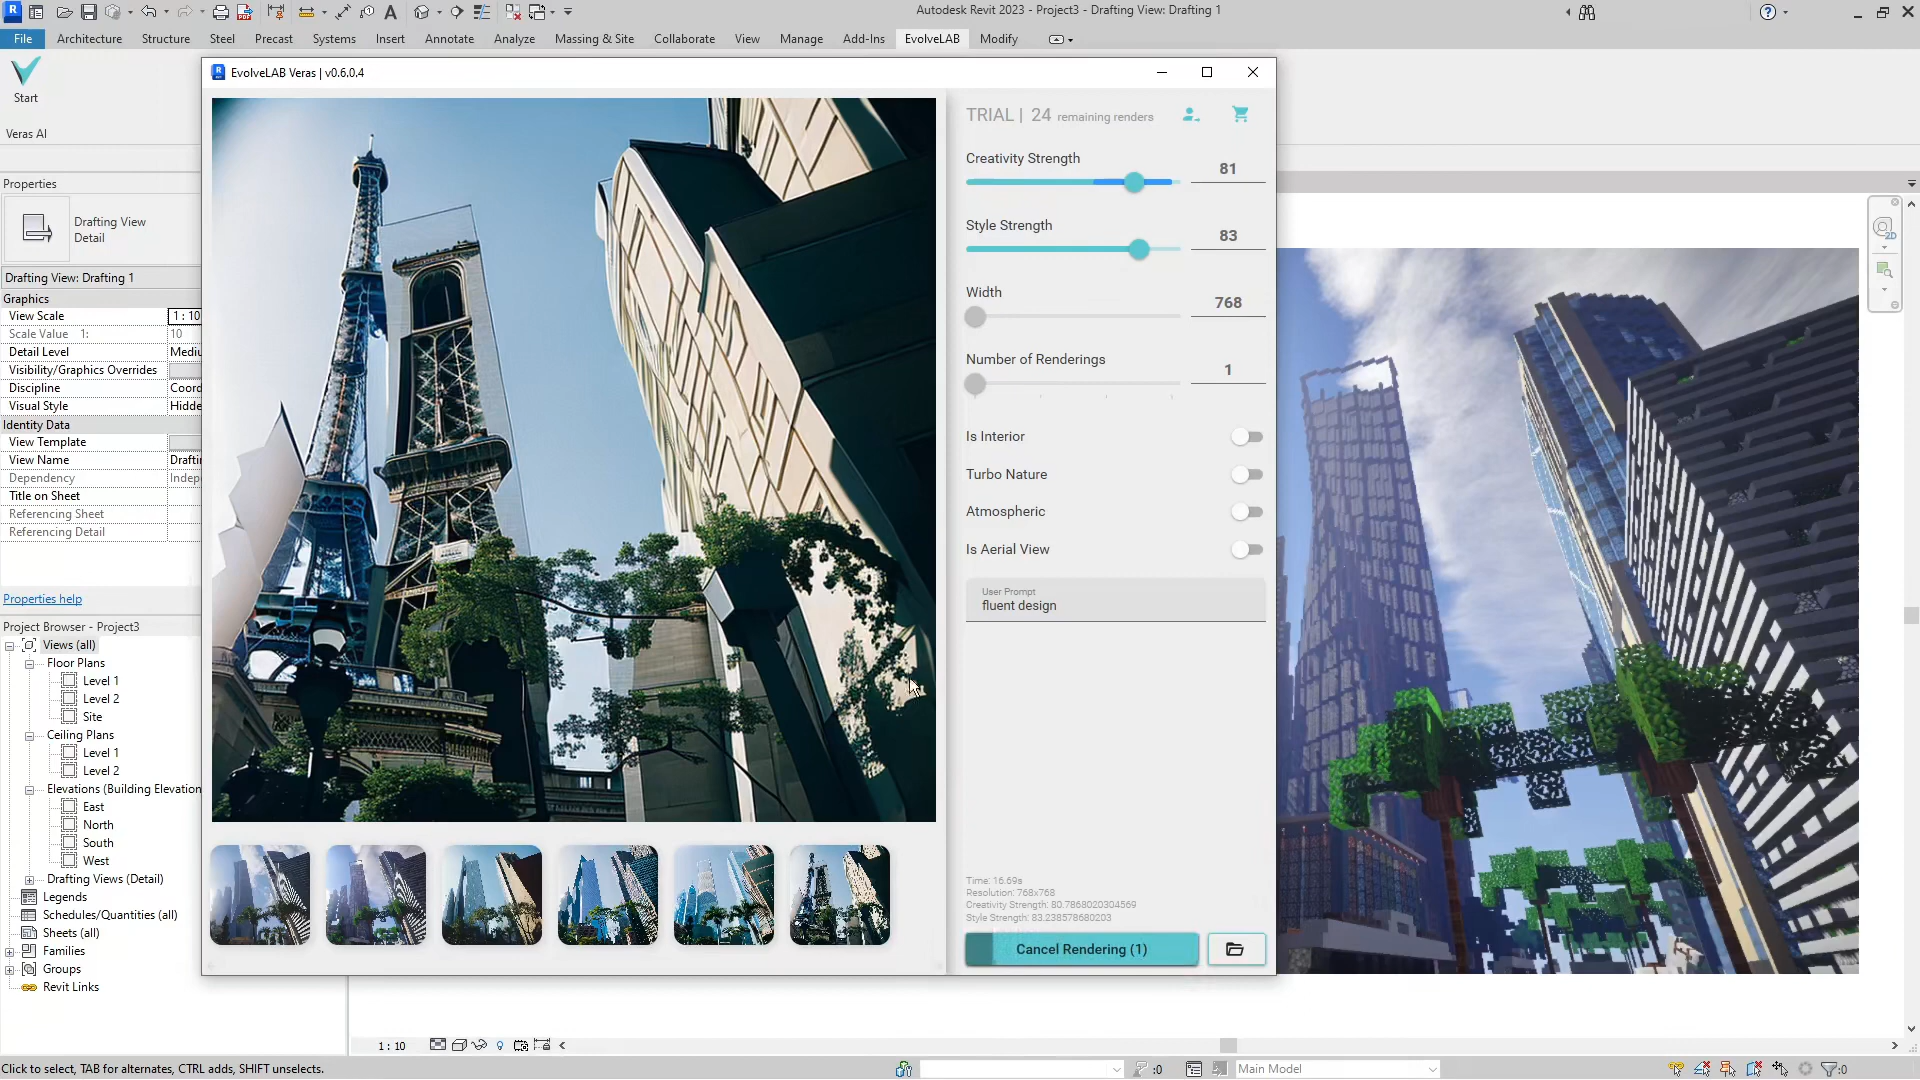 Autodesk Revit 2023 - Project3 - Drafting View: Drafting 1
File Architecture Structure Steel Precast Systems Insert Annotate Analyze Massing & Site Collaborate View Manage Add-Ins EvolveLAB Modify
Start
Veras AI
Properties
Drafting View
Detail
Drafting View: Drafting 1
Graphics
View Scale 1 : 10
Scale Value 1: 10
Detail Level Mediu
Visibility/Graphics Overrides
Discipline Coord
Visual Style Hidde
Identity Data
View Template
View Name Draftin
Dependency Indep
Title on Sheet
Referencing Sheet
Referencing Detail
Properties help
Project Browser - Project3
Views (all)
Floor Plans
Level 1
Level 2
Site
Ceiling Plans
Level 1
Level 2
Elevations (Building Elevation
East
North
South
West
Drafting Views (Detail)
Legends
Schedules/Quantities (all)
Sheets (all)
Families
Groups
Revit Links
EvolveLAB Veras | v0.6.0.4
TRIAL | 24 remaining renders
Creativity Strength
81
Style Strength
83
Width
768
Number of Renderings
1
Is Interior
Turbo Nature
Atmospheric
Is Aerial View
User Prompt
fluent design
Time: 16.69s
Resolution: 768x768
Creativity Strength: 80.7868020304569
Style Strength: 83.238578680203
Cancel Rendering (1)
2D
1 : 10
Click to select, TAB for alternates, CTRL adds, SHIFT unselects.
:0
Main Model
:0